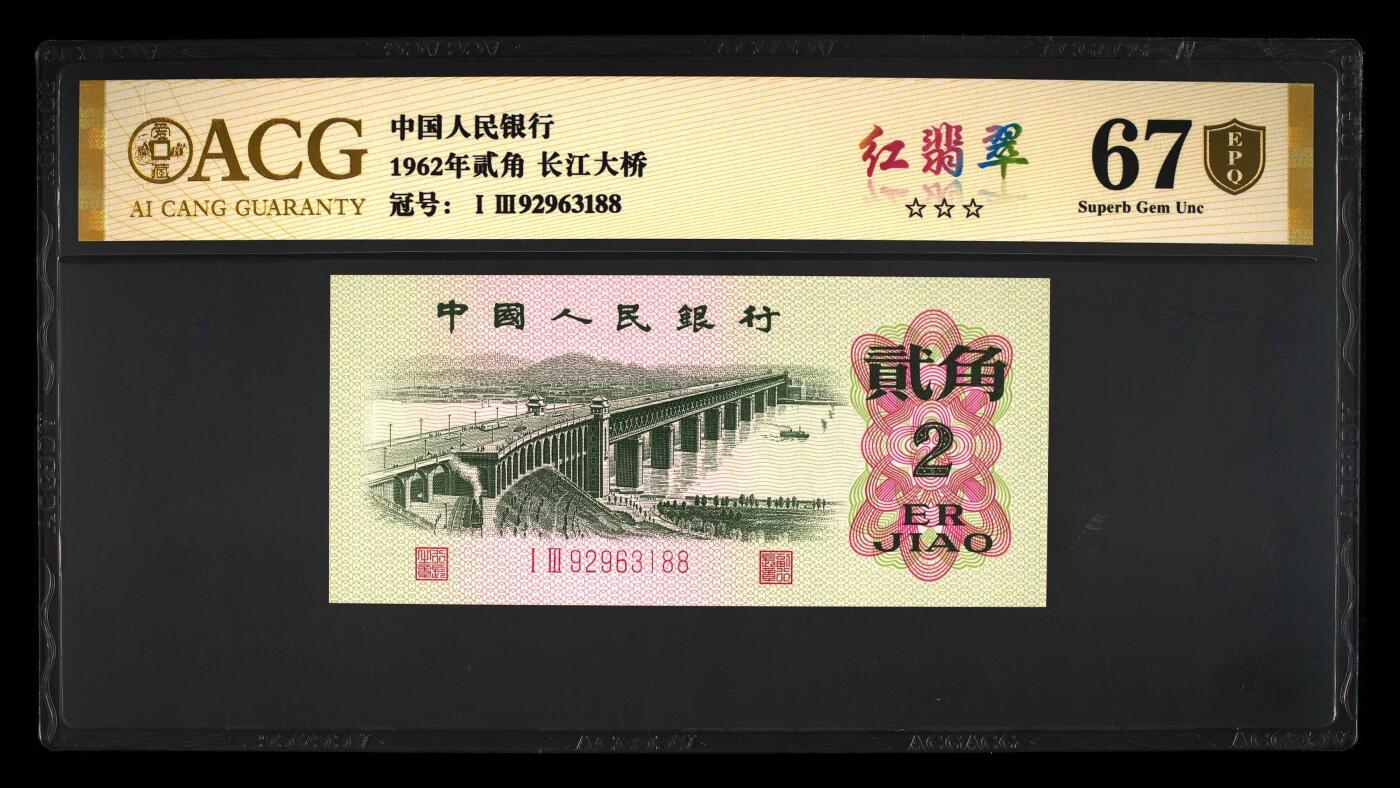 ACG
AI CANG GUARANTY
中国人民银行
1962年贰角 长江大桥
冠号： Ⅰ Ⅲ92963188
红翡翠
☆☆☆
67
Superb Gem Unc
EPQ
中國人民銀行
貳角
2
ER
JIAO
Ⅰ Ⅲ 92963188